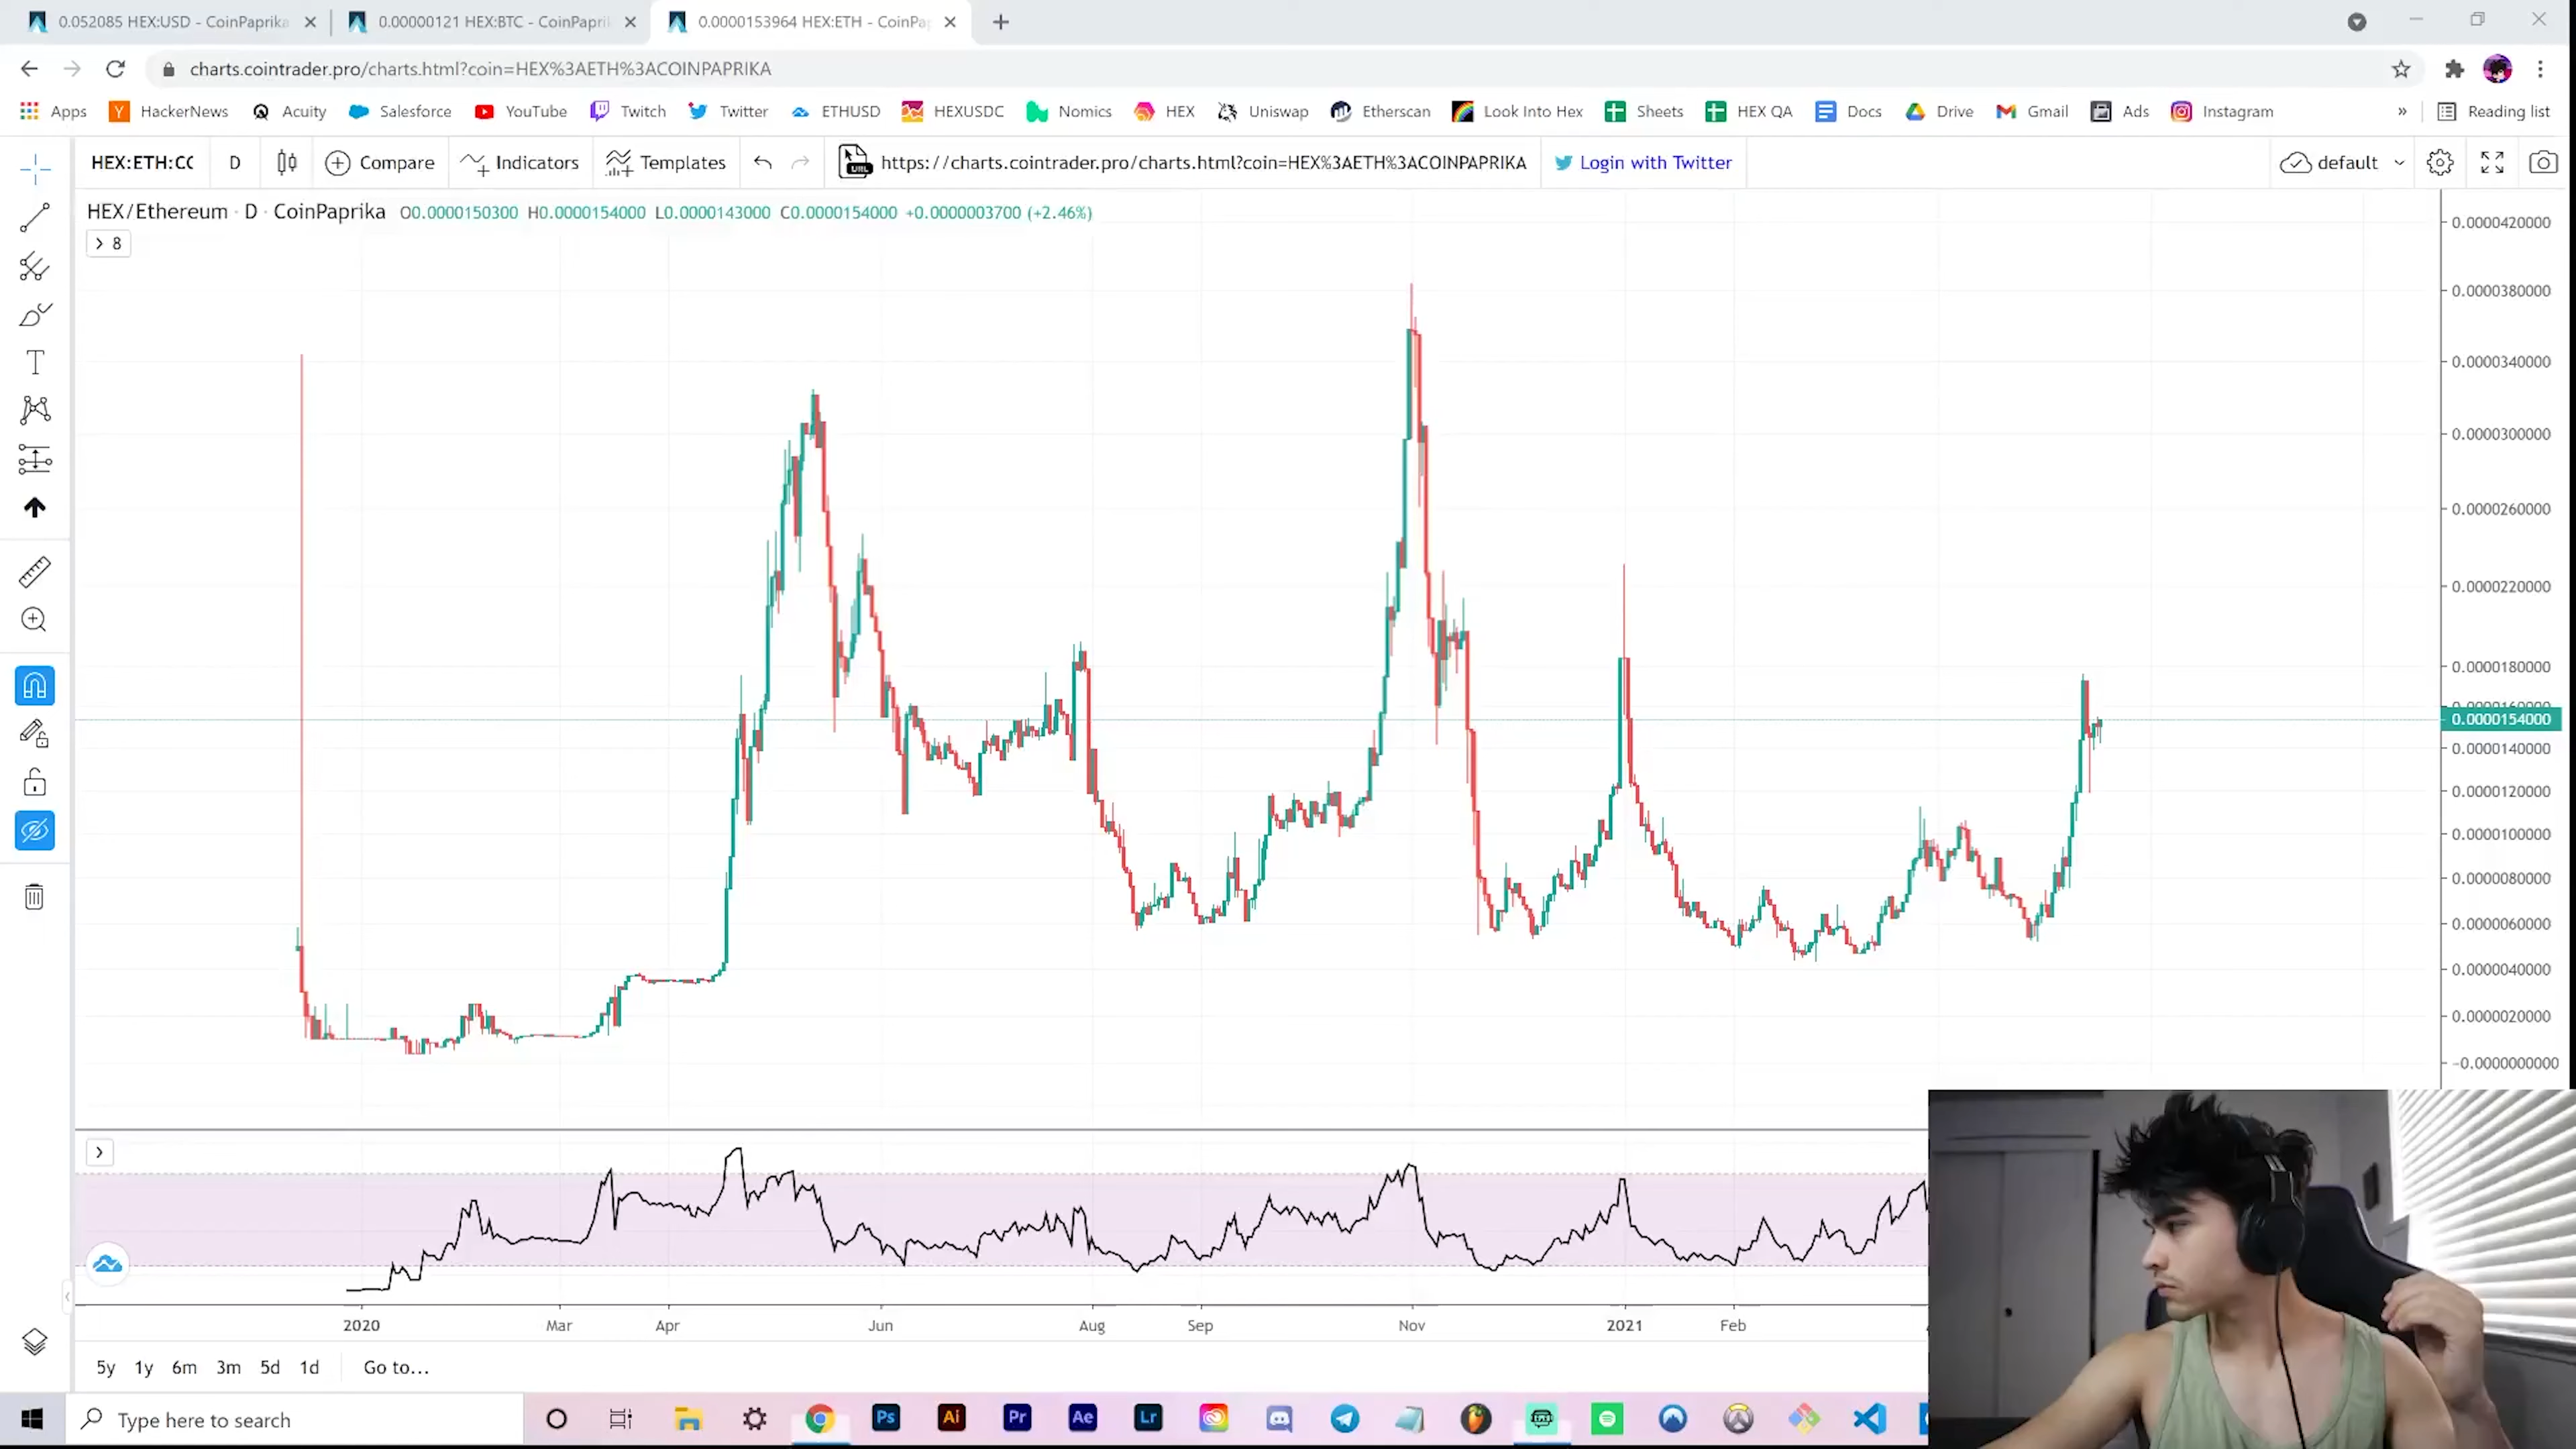 0.052085 HEX:USD - CoinPaprika
0.00000121 HEX:BTC - CoinPapri
0.0000153964 HEX:ETH - CoinPap
charts.cointrader.pro/charts.html?coin=HEX%3AETH%3ACOINPAPRIKA
Apps HackerNews Acuity Salesforce YouTube Twitch Twitter ETHUSD HEXUSDC Nomics HEX Uniswap Etherscan Look Into Hex Sheets HEX QA Docs Drive Gmail Ads Instagram » Reading list
HEX:ETH:CC D Compare Indicators Templates URL https://charts.cointrader.pro/charts.html?coin=HEX%3AETH%3ACOINPAPRIKA Login with Twitter default
HEX/Ethereum · D · CoinPaprika O0.0000150300 H0.0000154000 L0.0000143000 C0.0000154000 +0.0000003700 (+2.46%)
8
0.0000420000
0.0000380000
0.0000340000
0.0000300000
0.0000260000
0.0000220000
0.0000180000
0.0000154000
0.0000140000
0.0000120000
0.0000100000
0.0000080000
0.0000060000
0.0000040000
0.0000020000
-0.0000000000
2020 Mar Apr Jun Aug Sep Nov 2021 Feb
5y 1y 6m 3m 5d 1d Go to...
Type here to search
Ps Ai Pr Ae Lr